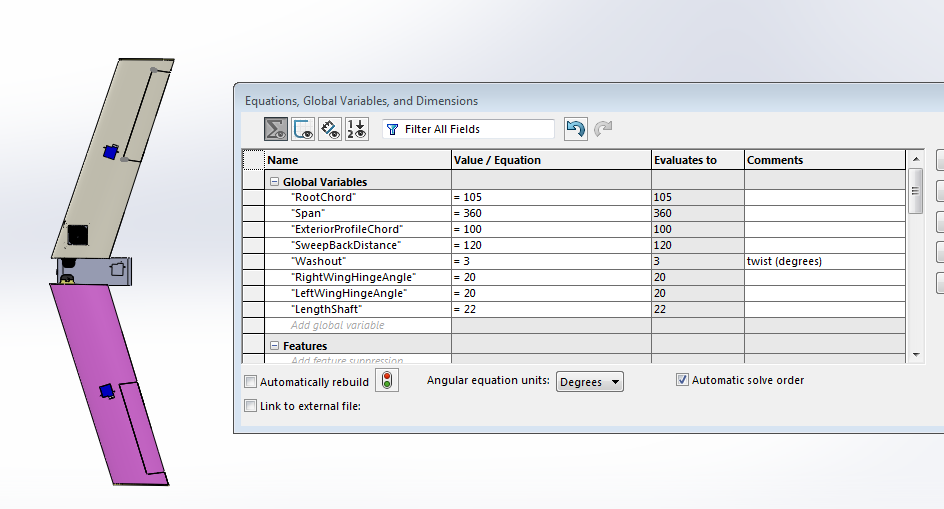 Equations, Global Variables, and Dimensions
Filter All Fields
Name Value / Equation Evaluates to Comments
Global Variables
"RootChord" = 105 105
"Span" = 360 360
"ExteriorProfileChord" = 100 100
"SweepBackDistance" = 120 120
"Washout" = 3 3 twist (degrees)
"RightWingHingeAngle" = 20 20
"LeftWingHingeAngle" = 20 20
"LengthShaft" = 22 22
Add global variable
Features
Add feature suppression
Automatically rebuild Angular equation units: Degrees Automatic solve order
Link to external file: